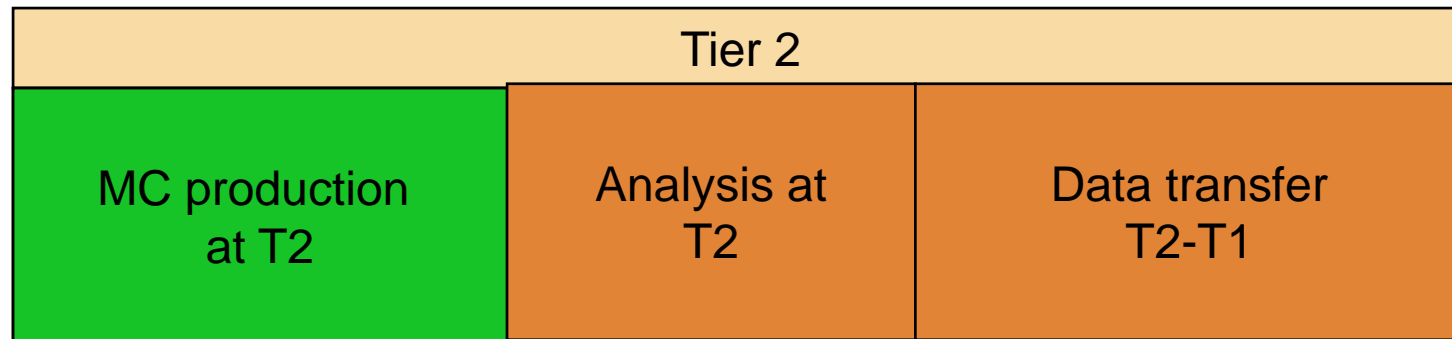 Tier 2
MC production
at T2
Analysis at
T2
Data transfer
T2-T1